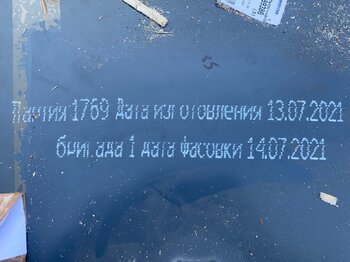 Партия 1769 Дата изготовления 13.07.2021
бригада 1 дата фасовки 14.07.2021